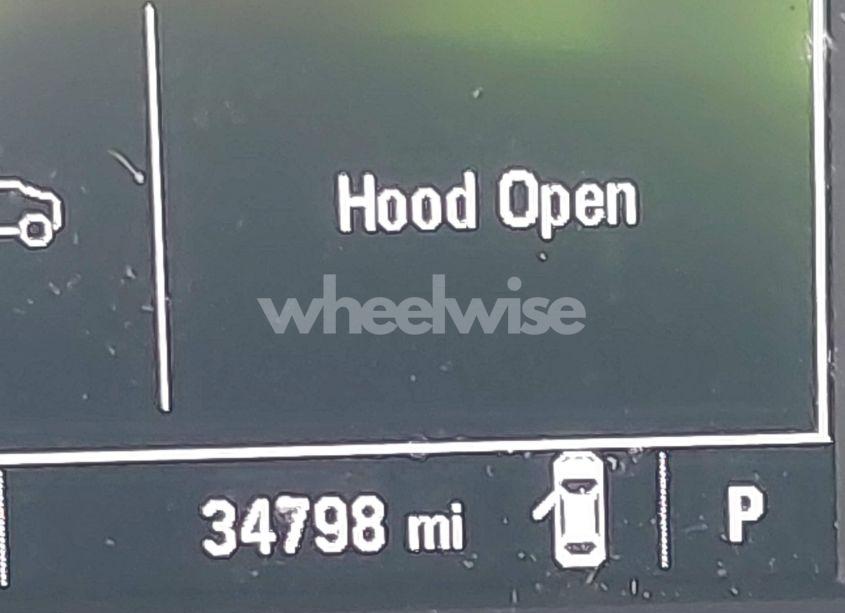 Hood Open
wheelwise
34798 mi
P